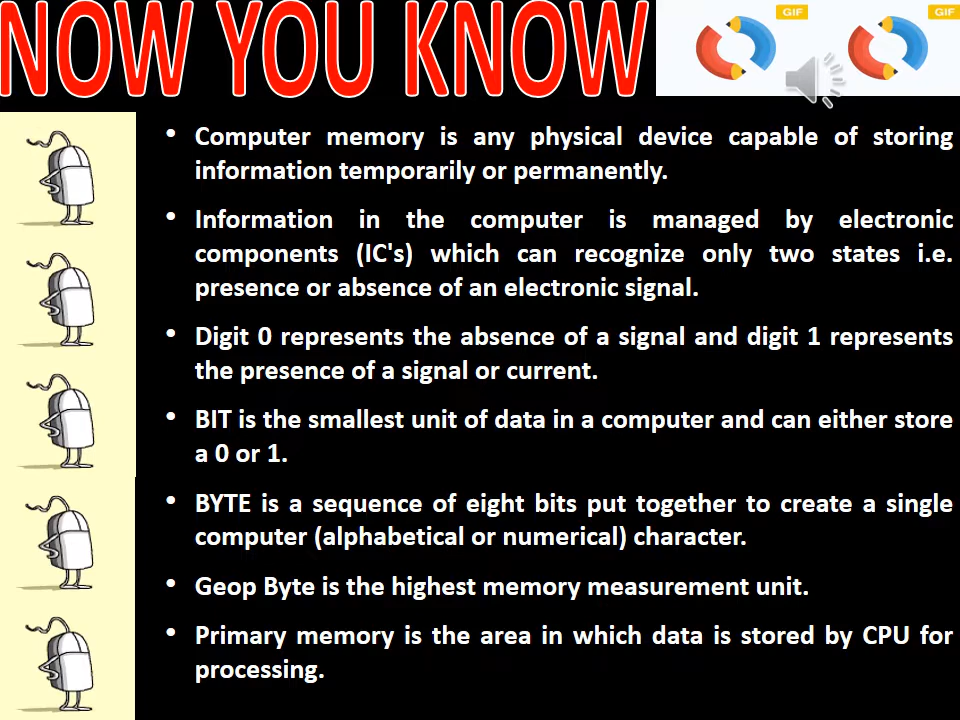 NOW YOU KNOW
GIF
GIF
• Computer memory is any physical device capable of storing
information temporarily or permanently.
• Information in the computer is managed by electronic
components (IC's) which can recognize only two states i.e.
presence or absence of an electronic signal.
• Digit 0 represents the absence of a signal and digit 1 represents
the presence of a signal or current.
• BIT is the smallest unit of data in a computer and can either store
a 0 or 1.
• BYTE is a sequence of eight bits put together to create a single
computer (alphabetical or numerical) character.
• Geop Byte is the highest memory measurement unit.
• Primary memory is the area in which data is stored by CPU for
processing.